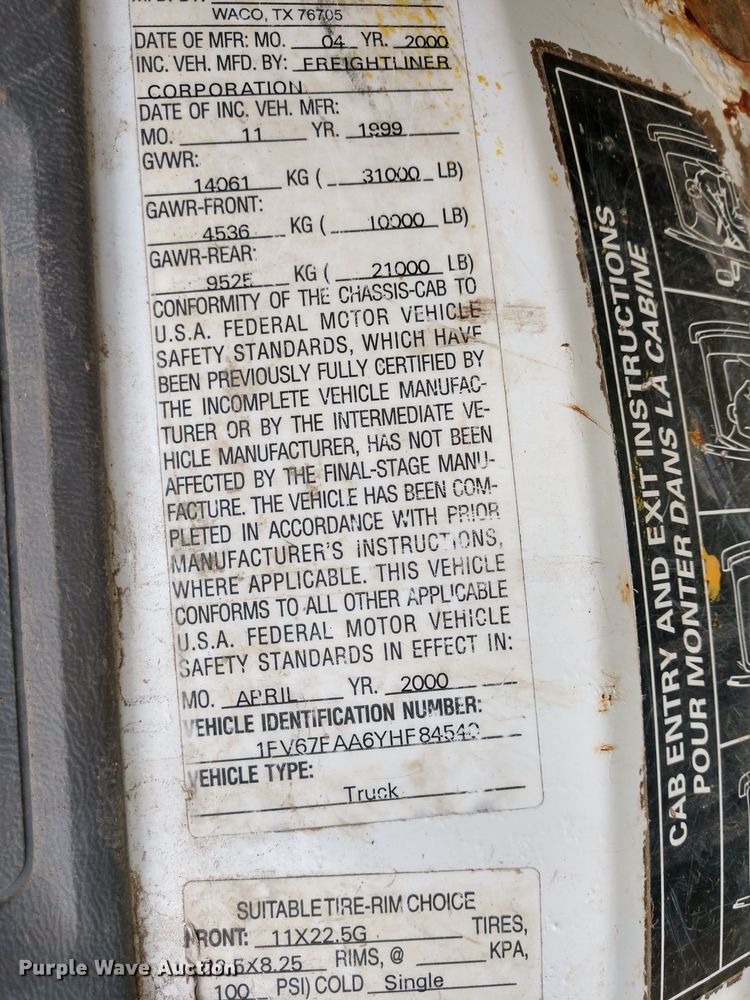 WACO, TX 76705
DATE OF MFR: MO. 04 YR. 2000
INC. VEH. MFD. BY: FREIGHTLINER
CORPORATION
DATE OF INC. VEH. MFR:
MO. 11 YR. 1999
GVWR:
14061 KG ( 31000 LB)
GAWR-FRONT:
4536 KG ( 10000 LB)
GAWR-REAR:
9525 KG ( 21000 LB)
CONFORMITY OF THE CHASSIS-CAB TO
U.S.A. FEDERAL MOTOR VEHICLE
SAFETY STANDARDS, WHICH HAVE
BEEN PREVIOUSLY FULLY CERTIFIED BY
THE INCOMPLETE VEHICLE MANUFAC-
TURER OR BY THE INTERMEDIATE VE-
HICLE MANUFACTURER, HAS NOT BEEN
AFFECTED BY THE FINAL-STAGE MANU-
FACTURE. THE VEHICLE HAS BEEN COM-
PLETED IN ACCORDANCE WITH PRIOR
MANUFACTURER'S INSTRUCTIONS,
WHERE APPLICABLE. THIS VEHICLE
CONFORMS TO ALL OTHER APPLICABLE
U.S.A. FEDERAL MOTOR VEHICLE
SAFETY STANDARDS IN EFFECT IN:
MO. APRIL YR. 2000
VEHICLE IDENTIFICATION NUMBER:
VEHICLE TYPE:
Truck
SUITABLE TIRE-RIM CHOICE
FRONT: 11X22.5G TIRES,
RIMS, @ KPA,
100 PSI) COLD Single
CAB ENTRY AND EXIT INSTRUCTIONS
POUR MONTER DANS LA CABINE
Purple Wave Auction